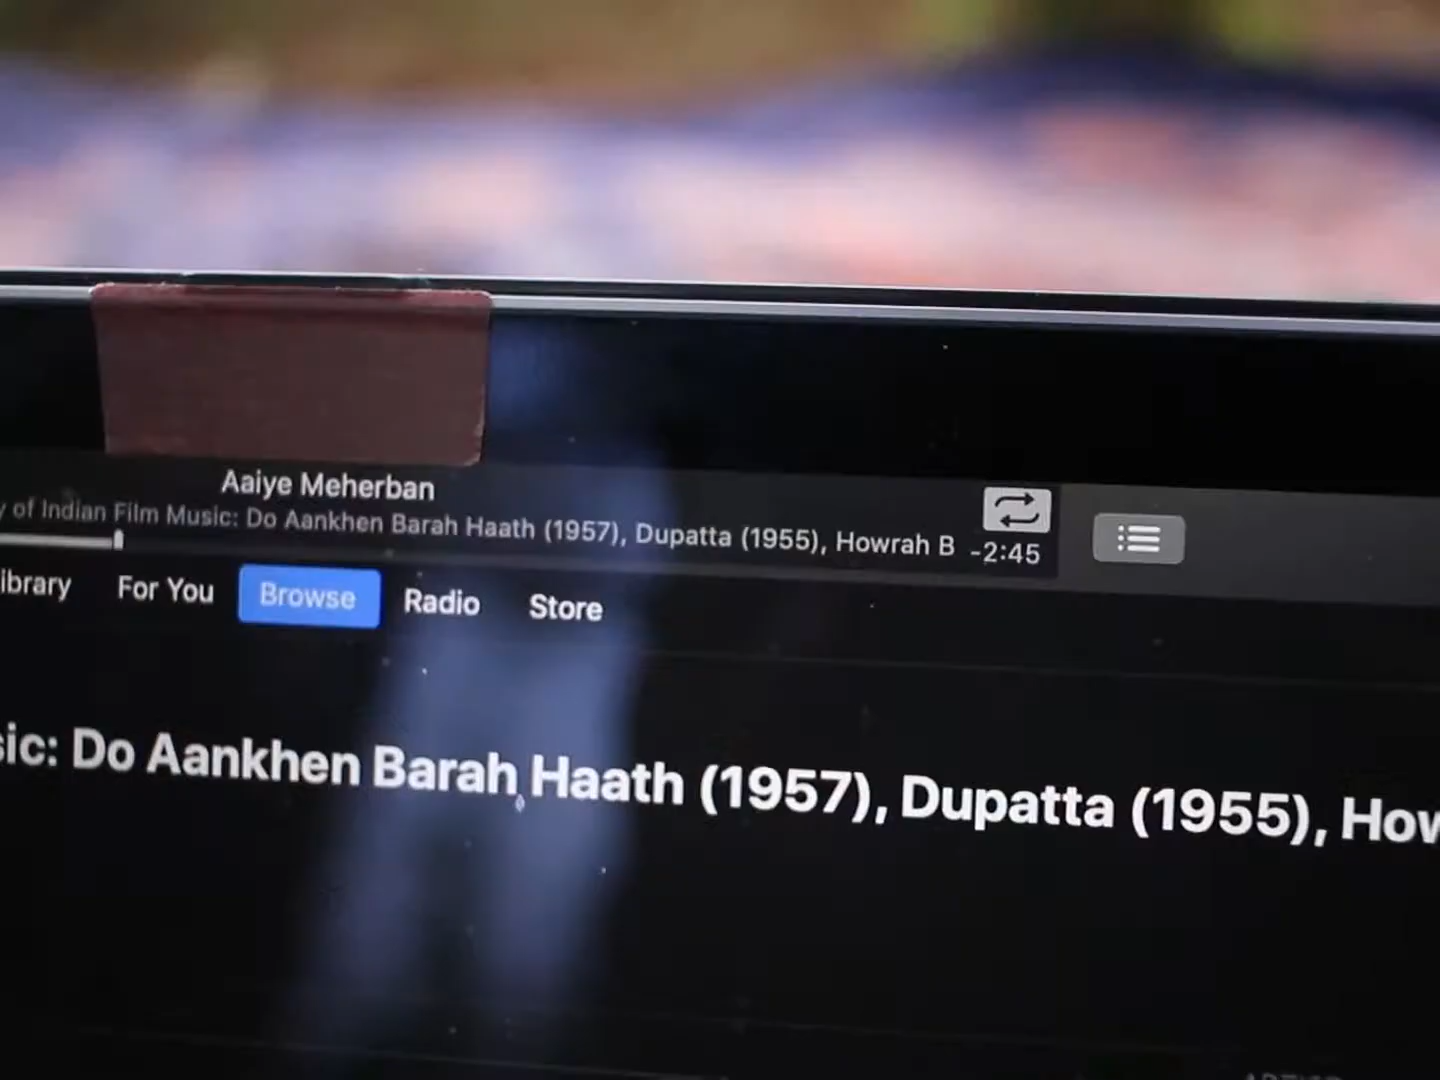 Aaiye Meherban
y of Indian Film Music: Do Aankhen Barah Haath (1957), Dupatta (1955), Howrah B -2:45
ibrary For You Browse Radio Store
sic: Do Aankhen Barah Haath (1957), Dupatta (1955), How